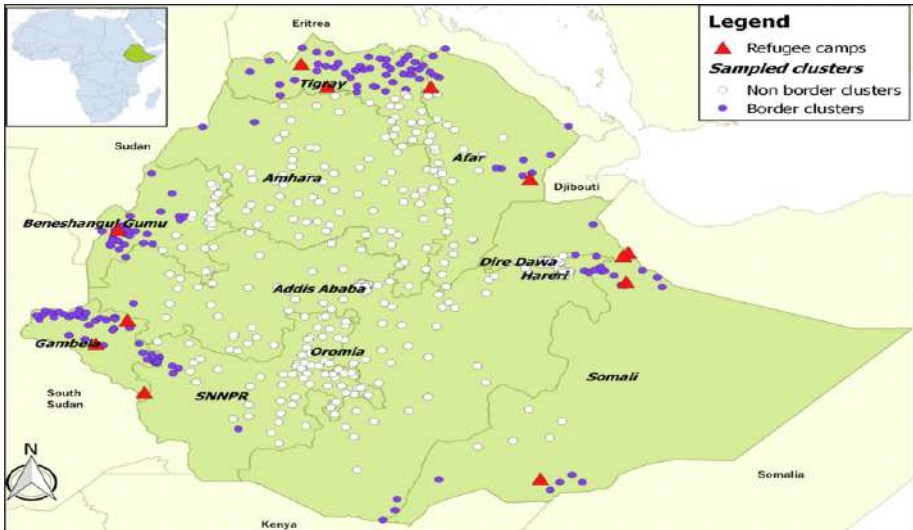 Eritrea
Legend
Refugee camps
Sampled clusters
Non border clusters
Border clusters
Tigray
Sudan
Afar
Amhara
Djibouti
Beneshangul Gumu
Dire Dawa
Hareri
Addis Ababa
Gambela
Oromia
Somali
SNNPR
South
Sudan
N
Somalia
Kenya